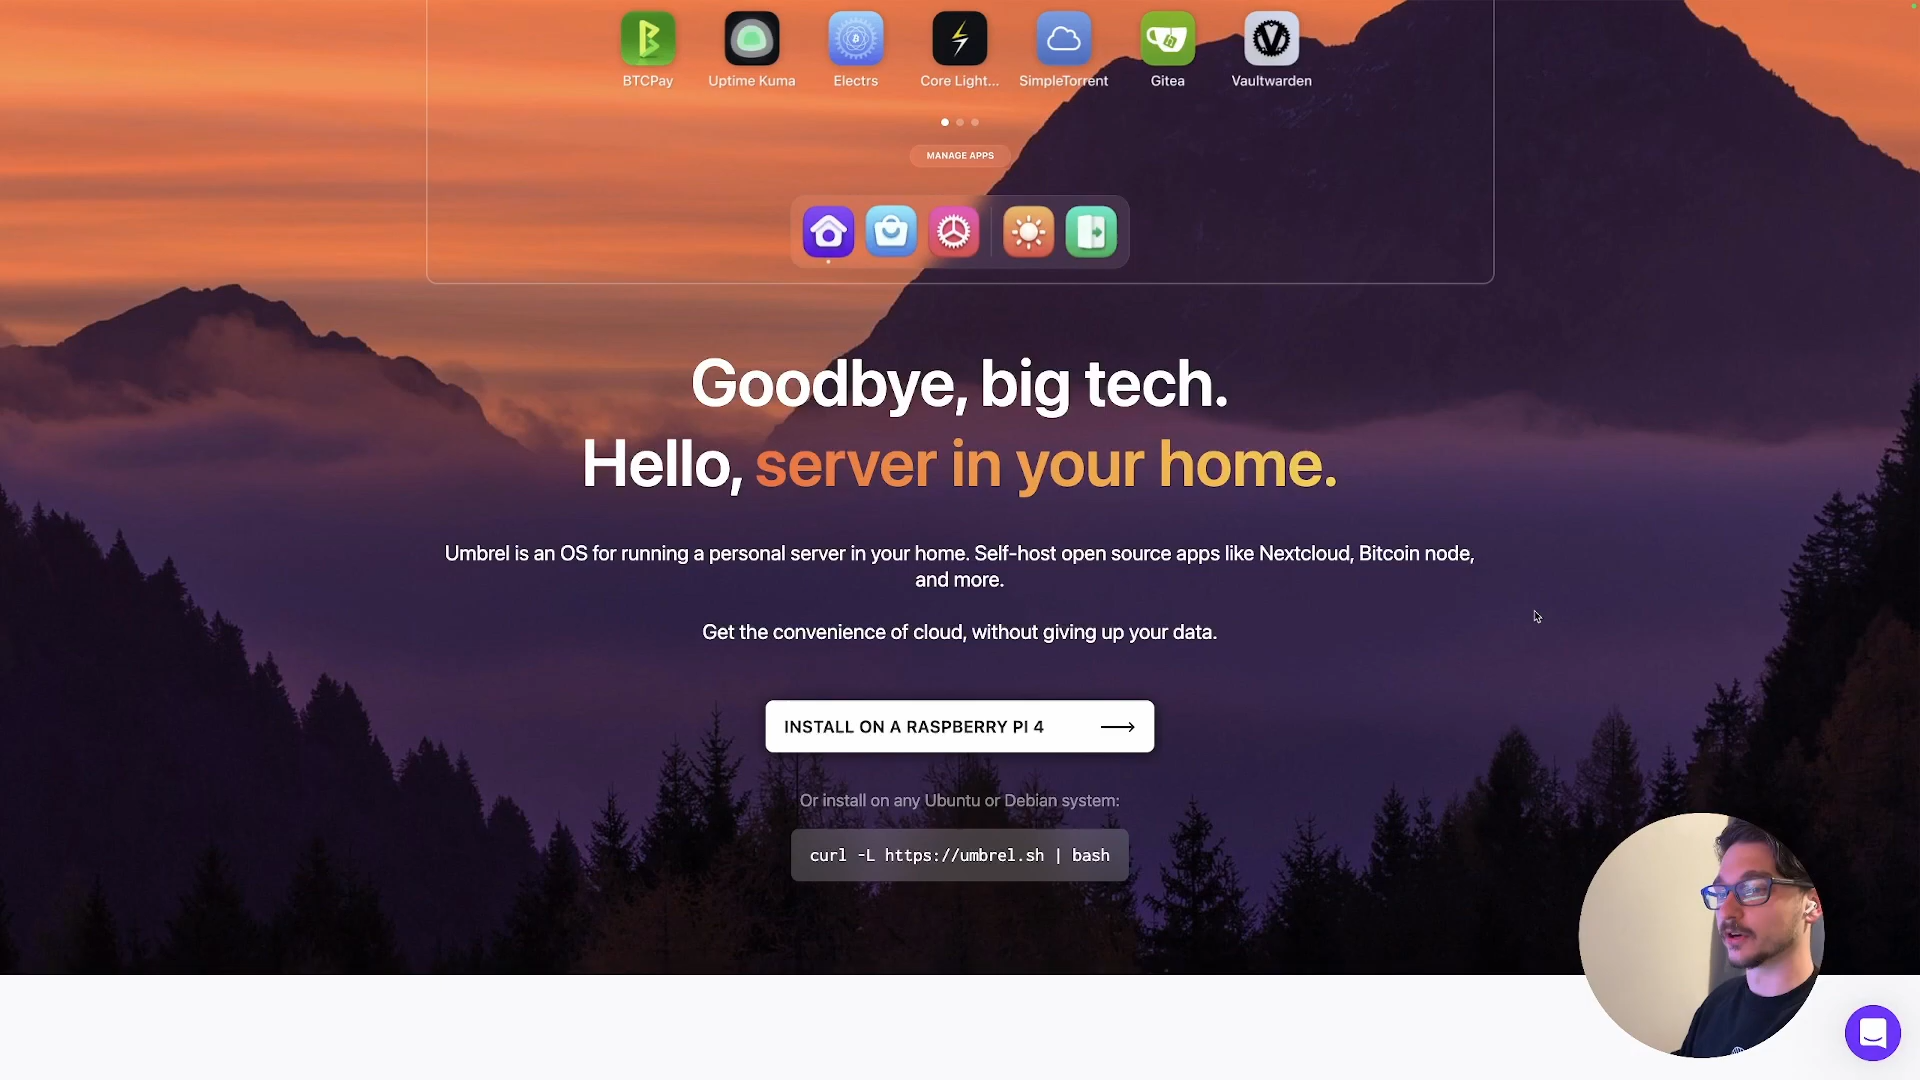 BTCPay
Uptime Kuma
Electrs
Core Light...
SimpleTorrent
Gitea
Vaultwarden
MANAGE APPS
Goodbye, big tech.
Hello, server in your home.
Umbrel is an OS for running a personal server in your home. Self-host open source apps like Nextcloud, Bitcoin node,
and more.
Get the convenience of cloud, without giving up your data.
INSTALL ON A RASPBERRY PI 4
Or install on any Ubuntu or Debian system:
curl -L https://umbrel.sh | bash